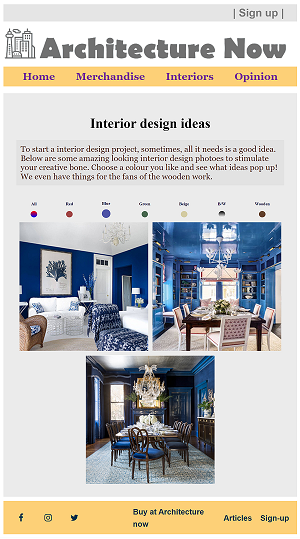 | Sign up |
Architecture Now
Home Merchandise Interiors Opinion
Interior design ideas
To start a interior design project, sometimes, all it needs is a good idea.
Below are some amazing looking interior design photoes to stimulate
your creative bone. Choose a colour you like and see what ideas pop up!
We even have things for the fans of the wooden work.
All Red Blue Green Beige B/W Wooden
Buy at Architecture
now
Articles Sign-up